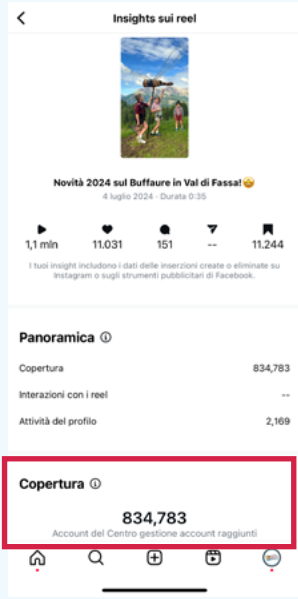 Insights sui reel
Novità 2024 sul Buffaure in Val di Fassa!🤩
4 luglio 2024 · Durata 0:35
1,1 mln 11.031 151 -- 11.244
I tuoi insight includono i dati delle inserzioni create o eliminate su
Instagram o sugli strumenti pubblicitari di Facebook.
Panoramica
Copertura 834,783
Interazioni con i reel --
Attività del profilo 2,169
Copertura
834,783
Account del Centro gestione account raggiunti